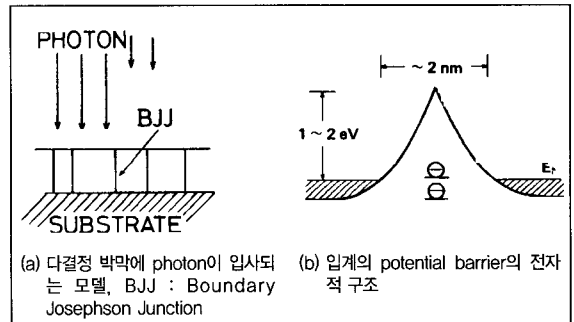 PHOTON
BJJ
SUBSTRATE
(a) 다결정 박막에 photon이 입사되
는 모델, BJJ : Boundary
Josephson Junction
~ 2 nm
1 ~ 2 eV
E_F
(b) 입계의 potential barrier의 전자
적 구조